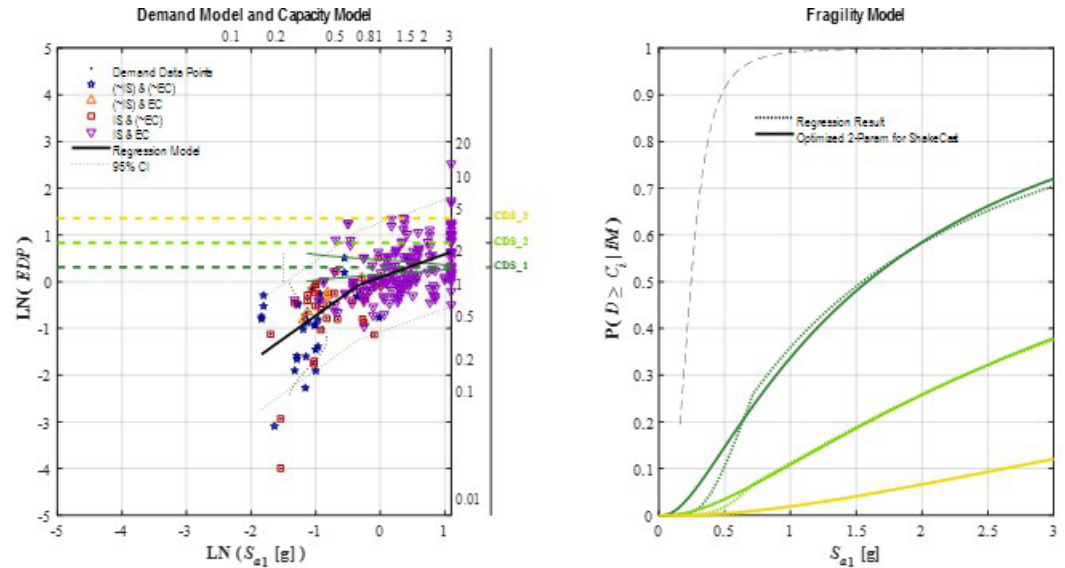 Demand Model and Capacity Model
0.1 0.2 0.5 0.81 1.5 2 3
5
4
3
2
1
0
-1
-2
-3
-4
-5
LN( EDP )
Demand Data Points
(~IS) & (~EC)
(~IS) & EC
IS & (~EC)
IS & EC
Regression Model
95% CI
20
10
5
2
1
0.5
0.2
0.1
0.01
CDS_3
CDS_2
CDS_1
-5 -4 -3 -2 -1 0 1
LN (Sa1 [g])
Fragility Model
1
0.9
0.8
0.7
0.6
0.5
0.4
0.3
0.2
0.1
0
P( D ≥ Ci | IM )
Regression Result
Optimized 2-Param for ShakeCast
0 0.5 1 1.5 2 2.5 3
Sa1 [g]